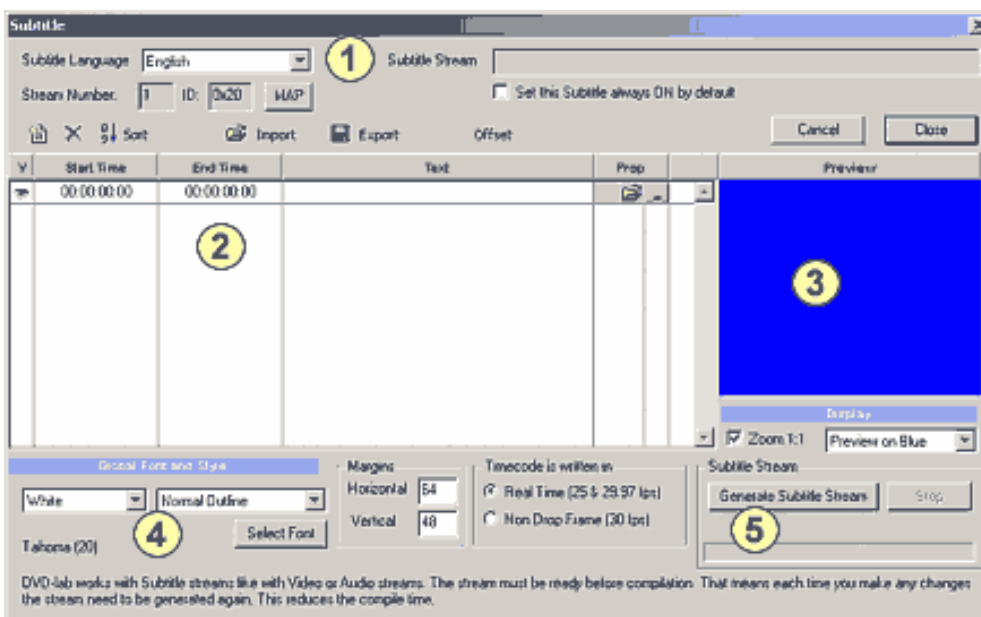 Subtitle
Subtitle Language English 1 Subtitle Stream
Stream Number. 1 ID: 0x20 MAP Set this Subtitle always ON by default
Sort Import Export Offset Cancel Close
V Start Time End Time Text Prop Preview
00:00:00:00 00:00:00:00
2
3
Display
Zoom 1:1 Preview on Blue
Global Font and Style Margins Timecode is written in Subtitle Stream
White Normal Outline Horizontal 64 Real Time (25 & 29.97 fps) Generate Subtitle Stream Stop
4 Select Font Vertical 48 Non Drop Frame (30 fps) 5
Tahoma (20)
DVD-lab works with Subtitle streams like with Video or Audio streams. The stream must be ready before compilation. That means each time you make any changes
the stream need to be generated again. This reduces the compile time.